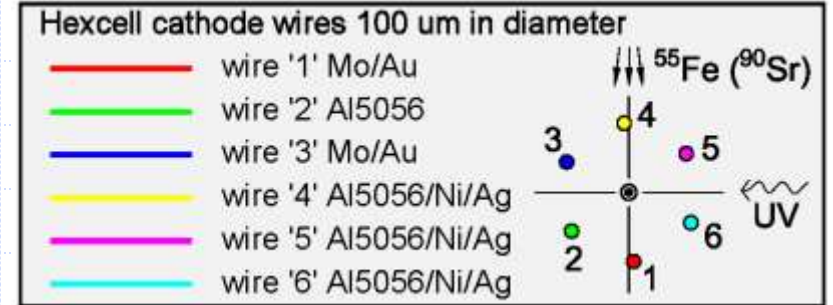 Hexcell cathode wires 100 um in diameter
wire '1' Mo/Au
wire '2' Al5056
wire '3' Mo/Au
wire '4' Al5056/Ni/Ag
wire '5' Al5056/Ni/Ag
wire '6' Al5056/Ni/Ag
⁵⁵Fe (⁹⁰Sr)
4
3
5
UV
2
6
1